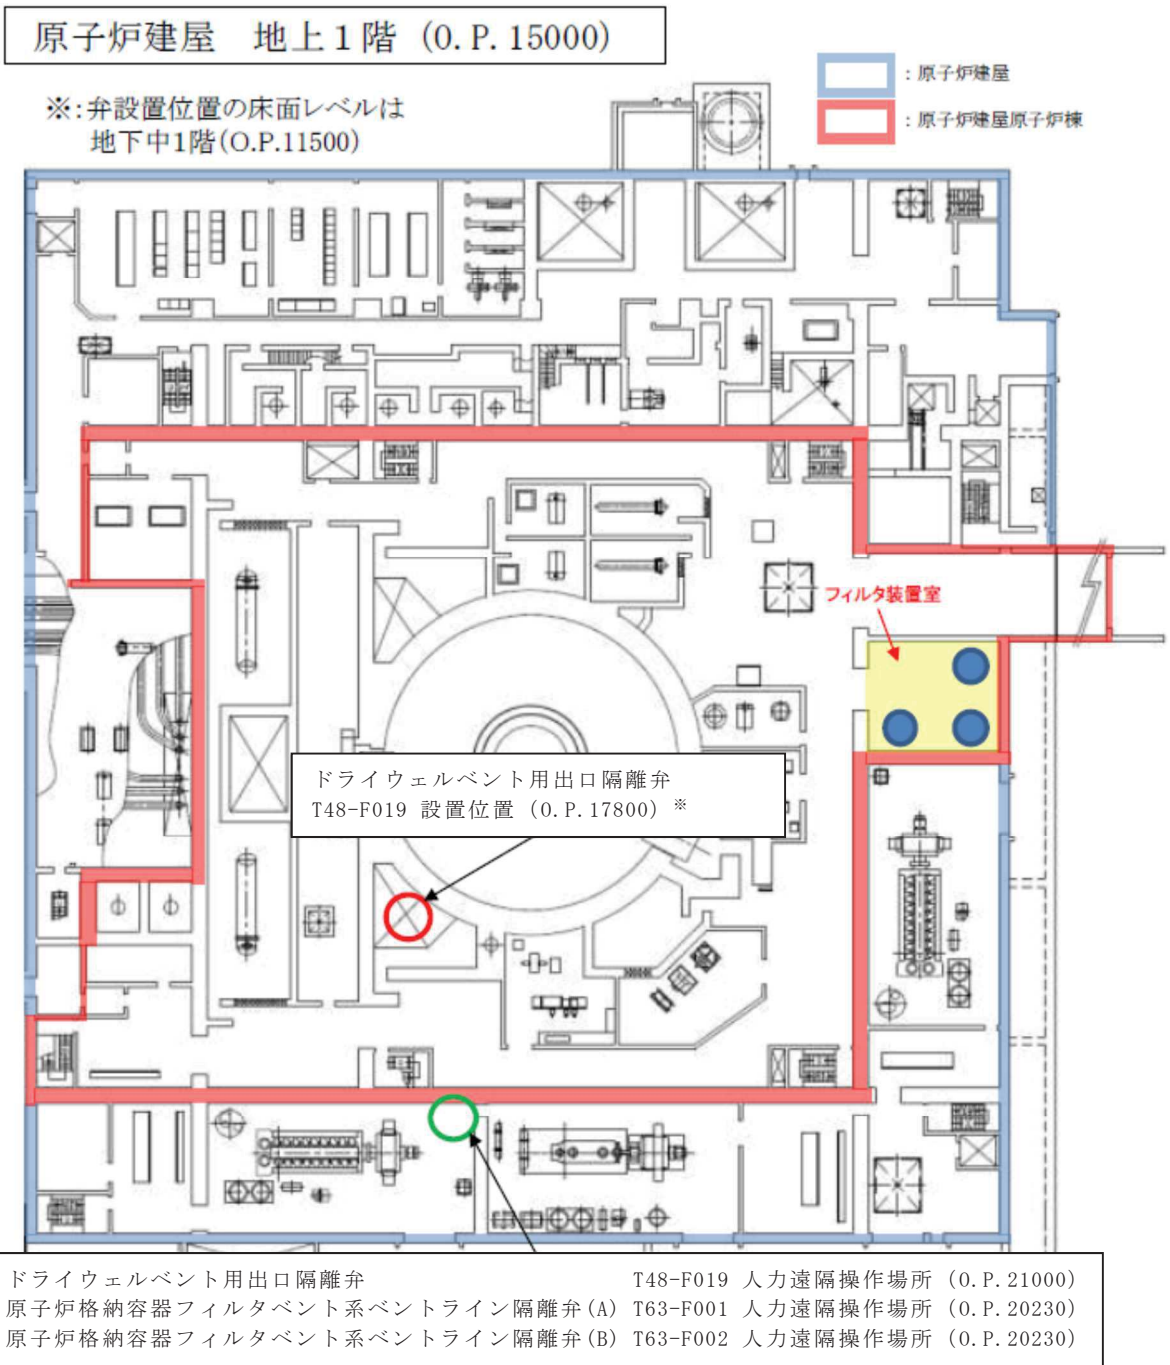 原子炉建屋　地上１階（O.P.15000）
：原子炉建屋
：原子炉建屋原子炉棟
※：弁設置位置の床面レベルは
地下中1階(O.P.11500)
フィルタ装置室
ドライウェルベント用出口隔離弁
T48-F019 設置位置（O.P.17800）※
ドライウェルベント用出口隔離弁　T48-F019 人力遠隔操作場所（O.P.21000）
原子炉格納容器フィルタベント系ベントライン隔離弁(A) T63-F001 人力遠隔操作場所（O.P.20230）
原子炉格納容器フィルタベント系ベントライン隔離弁(B) T63-F002 人力遠隔操作場所（O.P.20230）